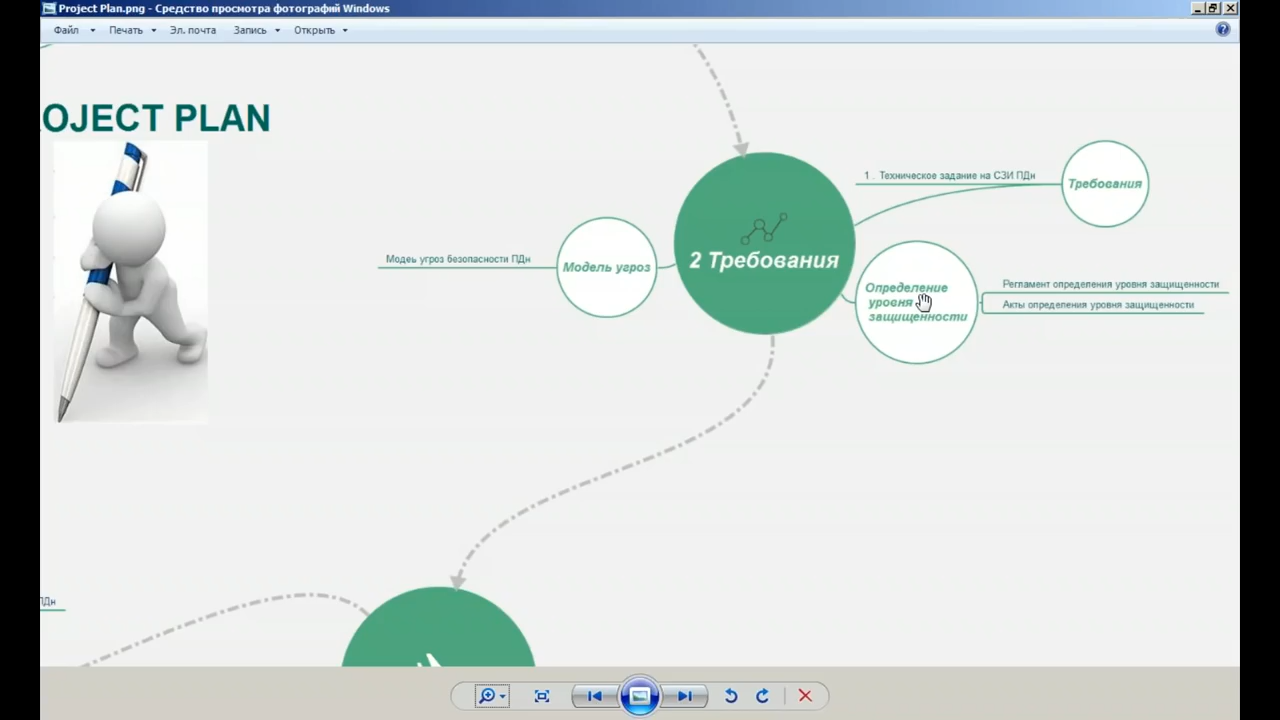 Project Plan.png - Средство просмотра фотографий Windows
Файл Печать Эл. почта Запись Открыть
OJECT PLAN
1 . Техническое задание на СЗИ ПДн
Требования
2 Требования
Модеь угроз безопасности ПДн
Модель угроз
Определение
уровня
защищенности
Регламент определения уровня защищенности
Акты определения уровня защищенности
ПДн